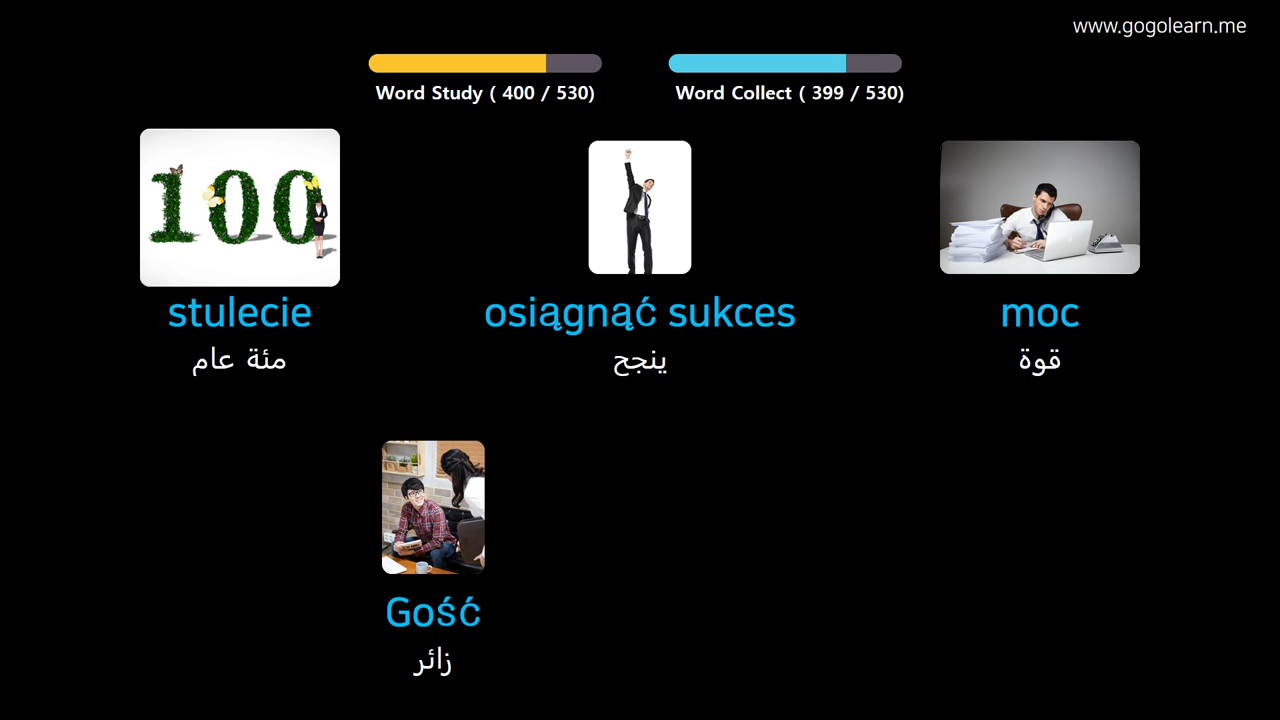 www.gogolearn.me
Word Study ( 400 / 530)
Word Collect ( 399 / 530)
100
stulecie
مئة عام
osiągnąć sukces
ينجح
moc
قوة
Gość
زائر